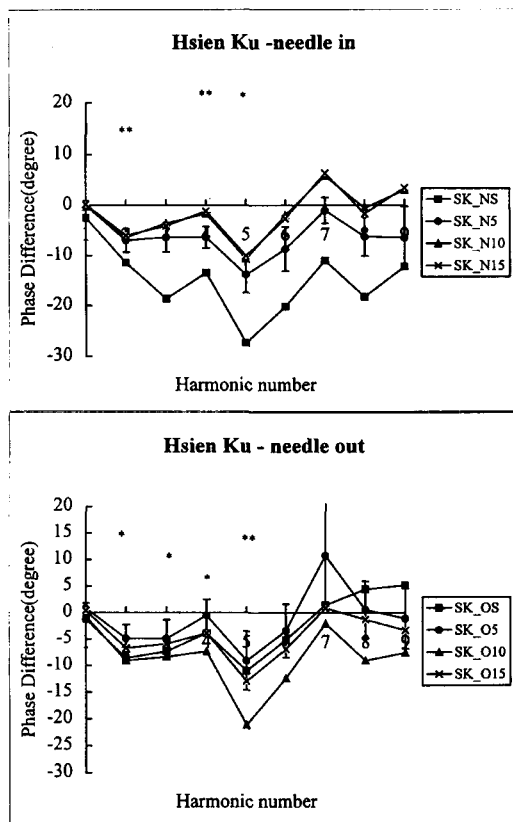 Hsien Ku -needle in
** *
**
20
10
0
-10
-20
-30
Phase Difference(degree)
5
6
7
Harmonic number
SK_NS
SK_N5
SK_N10
SK_N15
Hsien Ku - needle out
* **
*
*
20
15
10
5
0
-5
-10
-15
-20
-25
-30
Phase Difference(degree)
7
8
Harmonic number
SK_OS
SK_O5
SK_O10
SK_O15